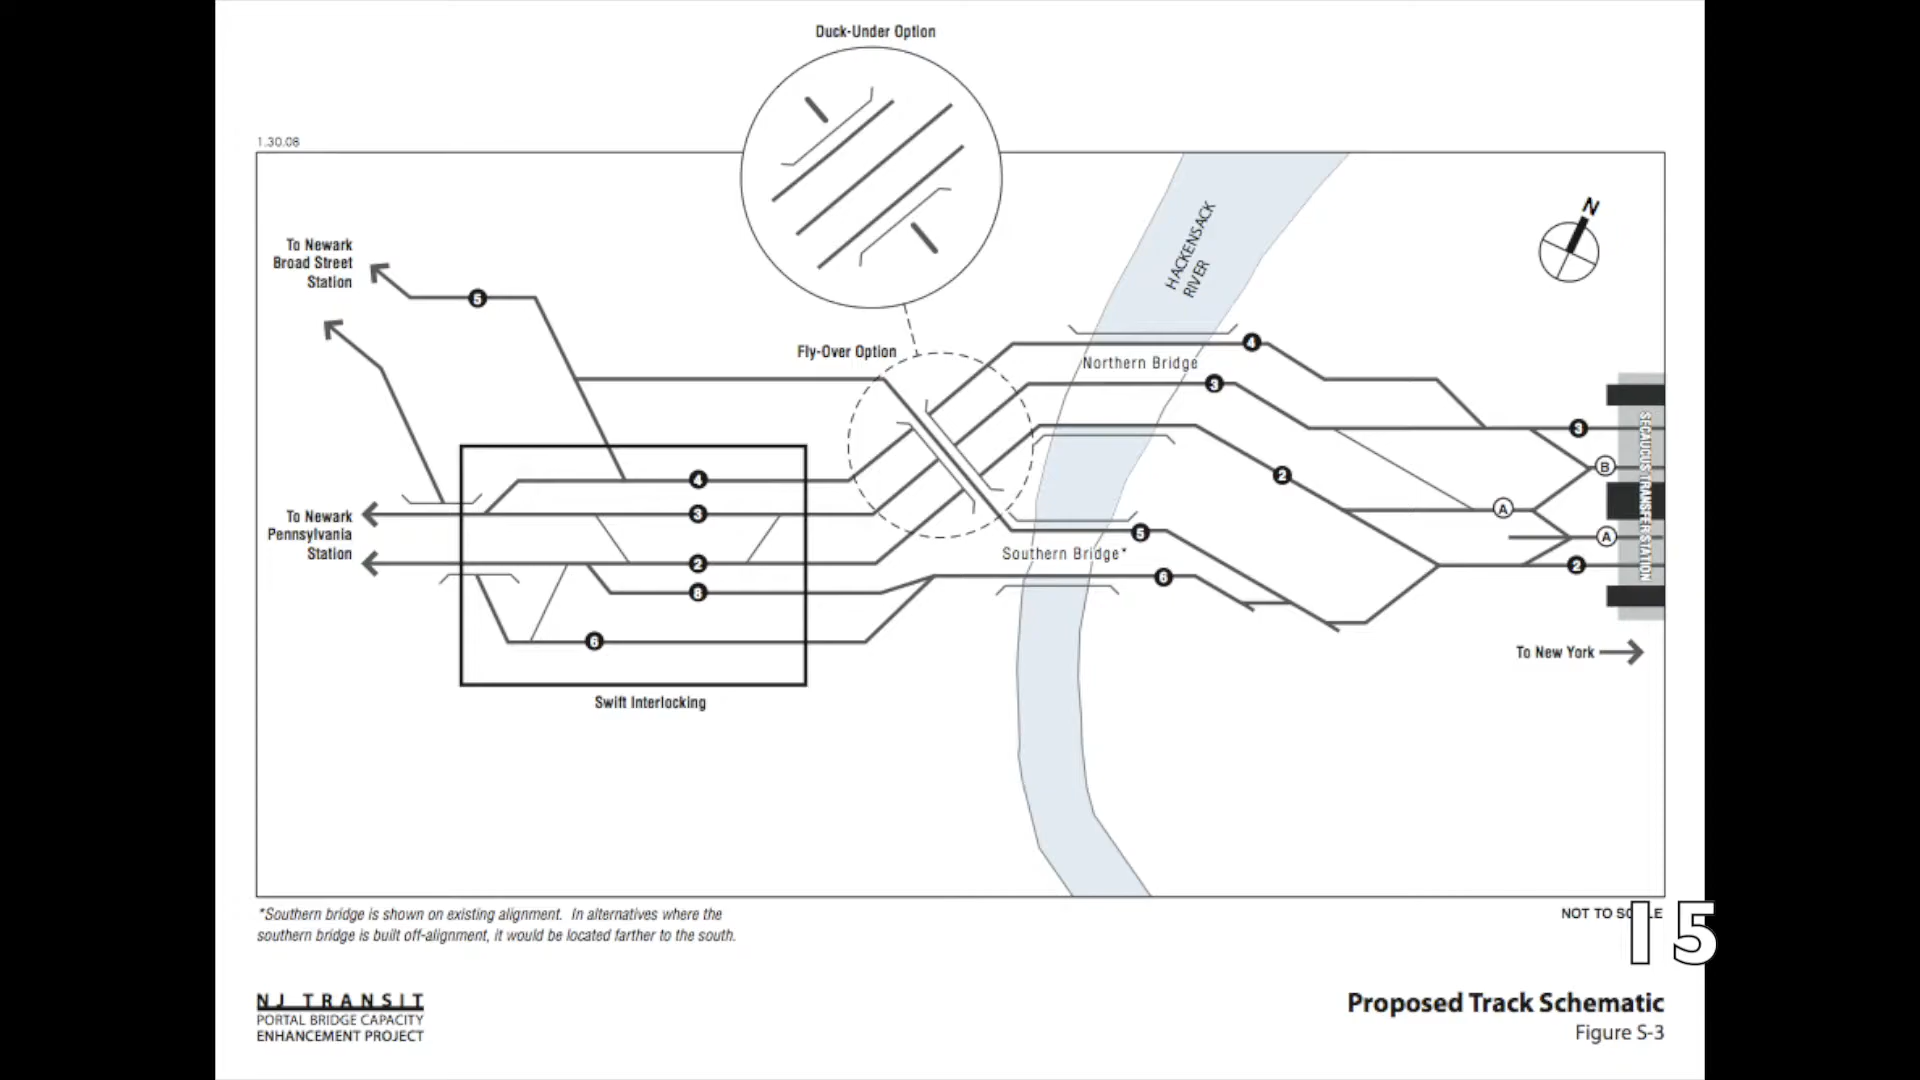 Duck-Under Option
1.30.08
To Newark
Broad Street
Station
5
N
HACKENSACK
RIVER
Fly-Over Option
4
Northern Bridge
3
3
SECAUCUS TRANSFER STATION
B
2
4
A
To Newark
Pennsylvania
Station
3
5
A
Southern Bridge*
2
2
6
8
6
To New York
Swift Interlocking
*Southern bridge is shown on existing alignment. In alternatives where the
southern bridge is built off-alignment, it would be located farther to the south.
NOT TO SCALE
15
NJ TRANSIT
PORTAL BRIDGE CAPACITY
ENHANCEMENT PROJECT
Proposed Track Schematic
Figure S-3